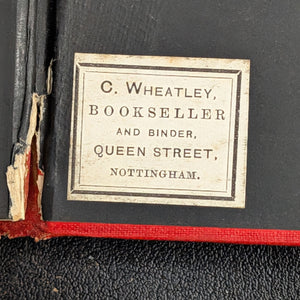 C. WHEATLEY,
BOOKSELLER
AND BINDER,
QUEEN STREET,
NOTTINGHAM.